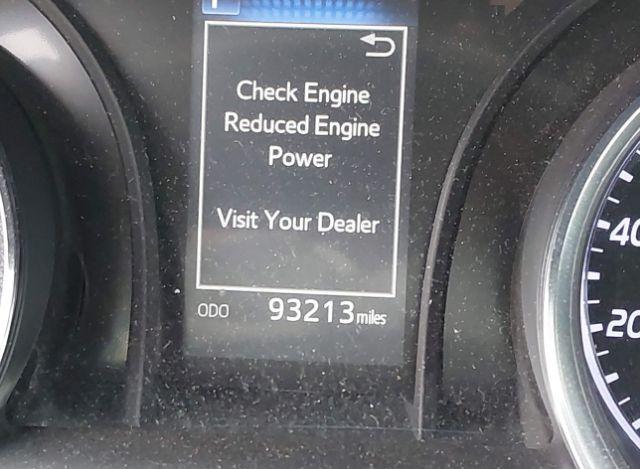 Check Engine
Reduced Engine
Power
Visit Your Dealer
ODO 93213 miles
40
20